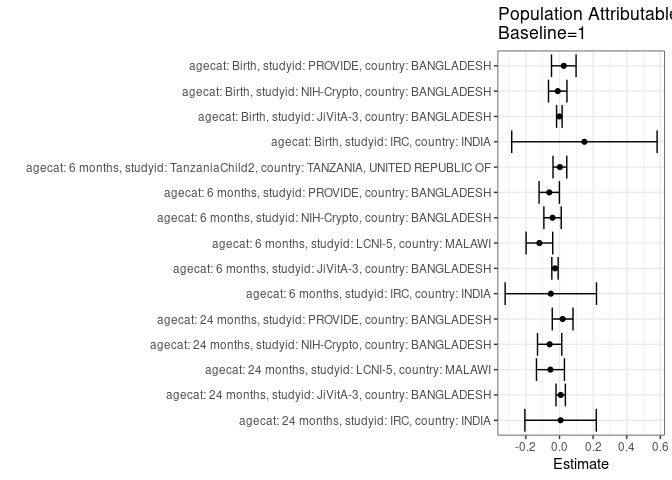 Population Attributable
Baseline=1
agecat: Birth, studyid: PROVIDE, country: BANGLADESH
agecat: Birth, studyid: NIH-Crypto, country: BANGLADESH
agecat: Birth, studyid: JiVitA-3, country: BANGLADESH
agecat: Birth, studyid: IRC, country: INDIA
agecat: 6 months, studyid: TanzaniaChild2, country: TANZANIA, UNITED REPUBLIC OF
agecat: 6 months, studyid: PROVIDE, country: BANGLADESH
agecat: 6 months, studyid: NIH-Crypto, country: BANGLADESH
agecat: 6 months, studyid: LCNI-5, country: MALAWI
agecat: 6 months, studyid: JiVitA-3, country: BANGLADESH
agecat: 6 months, studyid: IRC, country: INDIA
agecat: 24 months, studyid: PROVIDE, country: BANGLADESH
agecat: 24 months, studyid: NIH-Crypto, country: BANGLADESH
agecat: 24 months, studyid: LCNI-5, country: MALAWI
agecat: 24 months, studyid: JiVitA-3, country: BANGLADESH
agecat: 24 months, studyid: IRC, country: INDIA
-0.2 0.0 0.2 0.4 0.6
Estimate